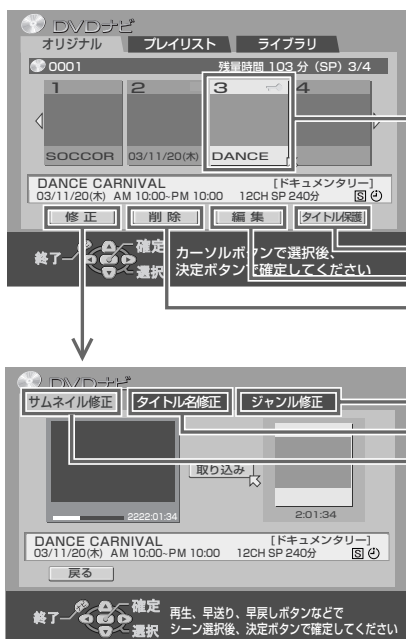 DVDナビ
オリジナル プレイリスト ライブラリ
0001 残量時間 103 分 (SP) 3/4
1 2 3 4
SOCCOR 03/11/20(木) DANCE
DANCE CARNIVAL [ドキュメンタリー]
03/11/20(木) AM 10:00-PM 10:00 12CH SP 240分 S
修正 削除 編集 タイトル保護
終了 確定 選択
カーソルボタンで選択後、
決定ボタンで確定してください
DVDナビ
サムネイル修正 タイトル名修正 ジャンル修正
取り込み
2222:01:34 2:01:34
DANCE CARNIVAL [ドキュメンタリー]
03/11/20(木) AM 10:00-PM 10:00 12CH SP 240分 S
戻る
終了 確定 選択
再生、早送り、早戻しボタンなどで
シーン選択後、決定ボタンで確定してください